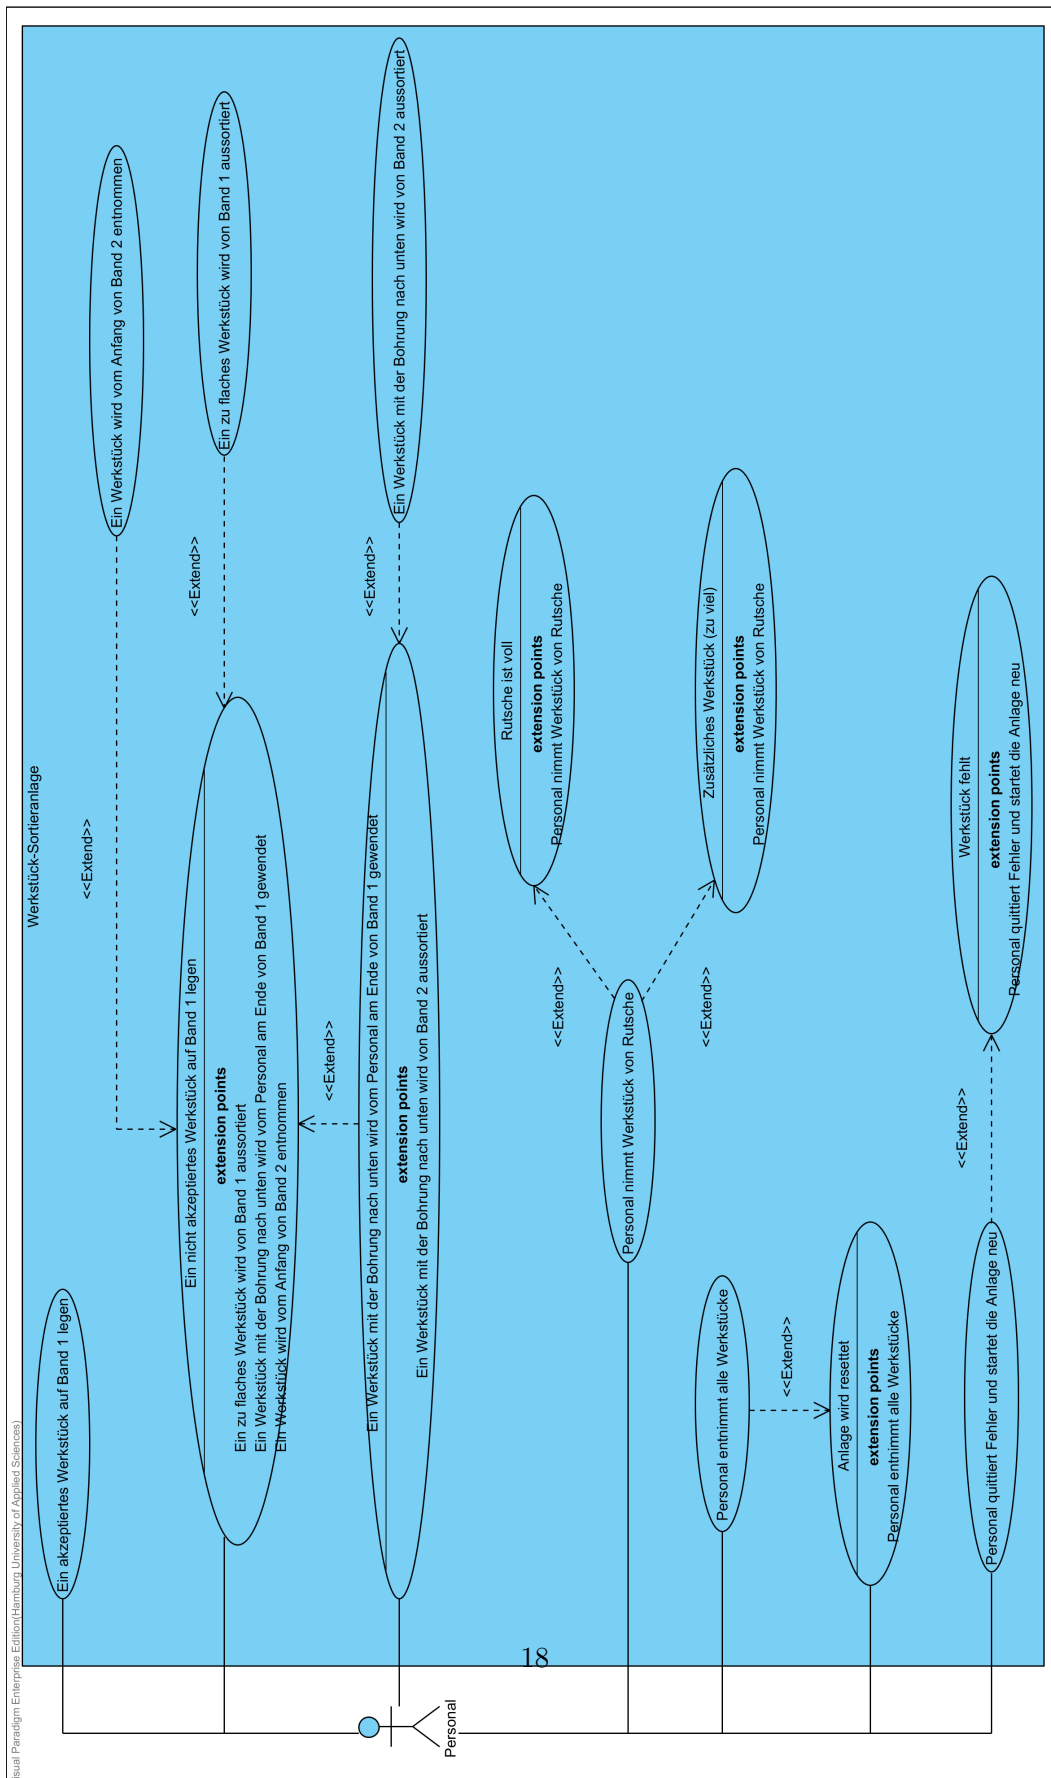 isual Paradigm Enterprise Edition(Hamburg University of Applied Sciences)
Werkstück-Sortieranlage
Ein akzeptiertes Werkstück auf Band 1 legen
Ein Werkstück wird vom Anfang von Band 2 entnommen
<<Extend>>
Ein nicht akzeptiertes Werkstück auf Band 1 legen
extension points
Ein zu flaches Werkstück wird von Band 1 aussortiert
Ein Werkstück mit der Bohrung nach unten wird vom Personal am Ende von Band 1 gewendet
Ein Werkstück wird vom Anfang von Band 2 entnommen
<<Extend>>
Ein zu flaches Werkstück wird von Band 1 aussortiert
<<Extend>>
Ein Werkstück mit der Bohrung nach unten wird vom Personal am Ende von Band 1 gewendet
extension points
Ein Werkstück mit der Bohrung nach unten wird von Band 2 aussortiert
<<Extend>>
Ein Werkstück mit der Bohrung nach unten wird von Band 2 aussortiert
Personal
Rutsche ist voll
extension points
Personal nimmt Werkstück von Rutsche
<<Extend>>
Personal nimmt Werkstück von Rutsche
<<Extend>>
Zusätzliches Werkstück (zu viel)
extension points
Personal nimmt Werkstück von Rutsche
Personal entnimmt alle Werkstücke
<<Extend>>
Anlage wird resettet
extension points
Personal entnimmt alle Werkstücke
<<Extend>>
Werkstück fehlt
extension points
Personal quittiert Fehler und startet die Anlage neu
Personal quittiert Fehler und startet die Anlage neu
18